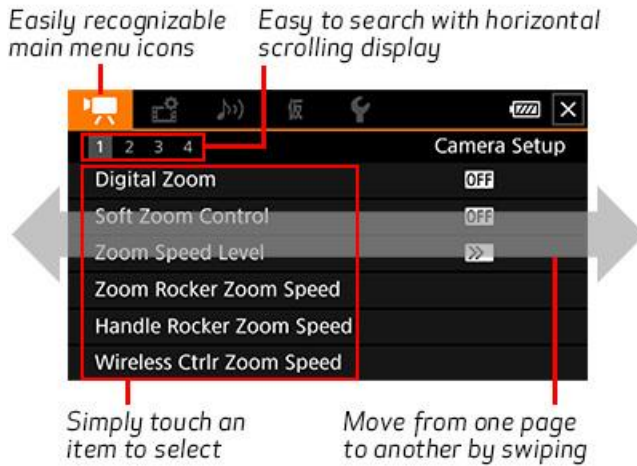 Easily recognizable
main menu icons
Easy to search with horizontal
scrolling display
仮
1 2 3 4
Camera Setup
Digital Zoom OFF
Soft Zoom Control OFF
Zoom Speed Level
Zoom Rocker Zoom Speed
Handle Rocker Zoom Speed
Wireless Ctrlr Zoom Speed
Simply touch an
item to select
Move from one page
to another by swiping